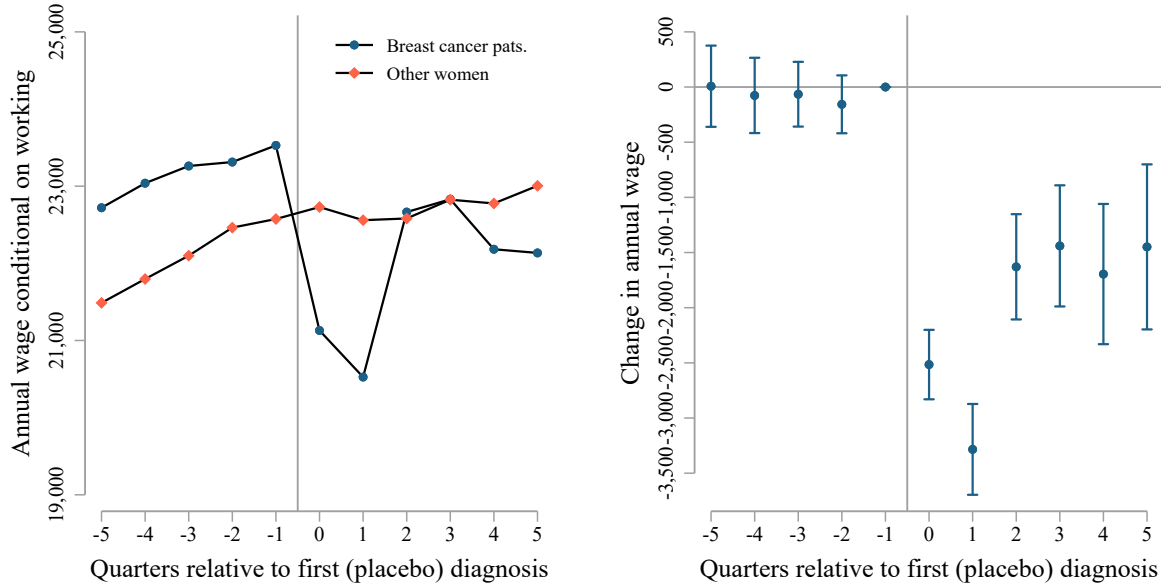 Annual wage conditional on working
25,000
23,000
21,000
19,000
Breast cancer pats.
Other women
-5 -4 -3 -2 -1 0 1 2 3 4 5
Quarters relative to first (placebo) diagnosis
Change in annual wage
500
0
-500
-1,000
-1,500
-2,000
-2,500
-3,000
-3,500
-5 -4 -3 -2 -1 0 1 2 3 4 5
Quarters relative to first (placebo) diagnosis